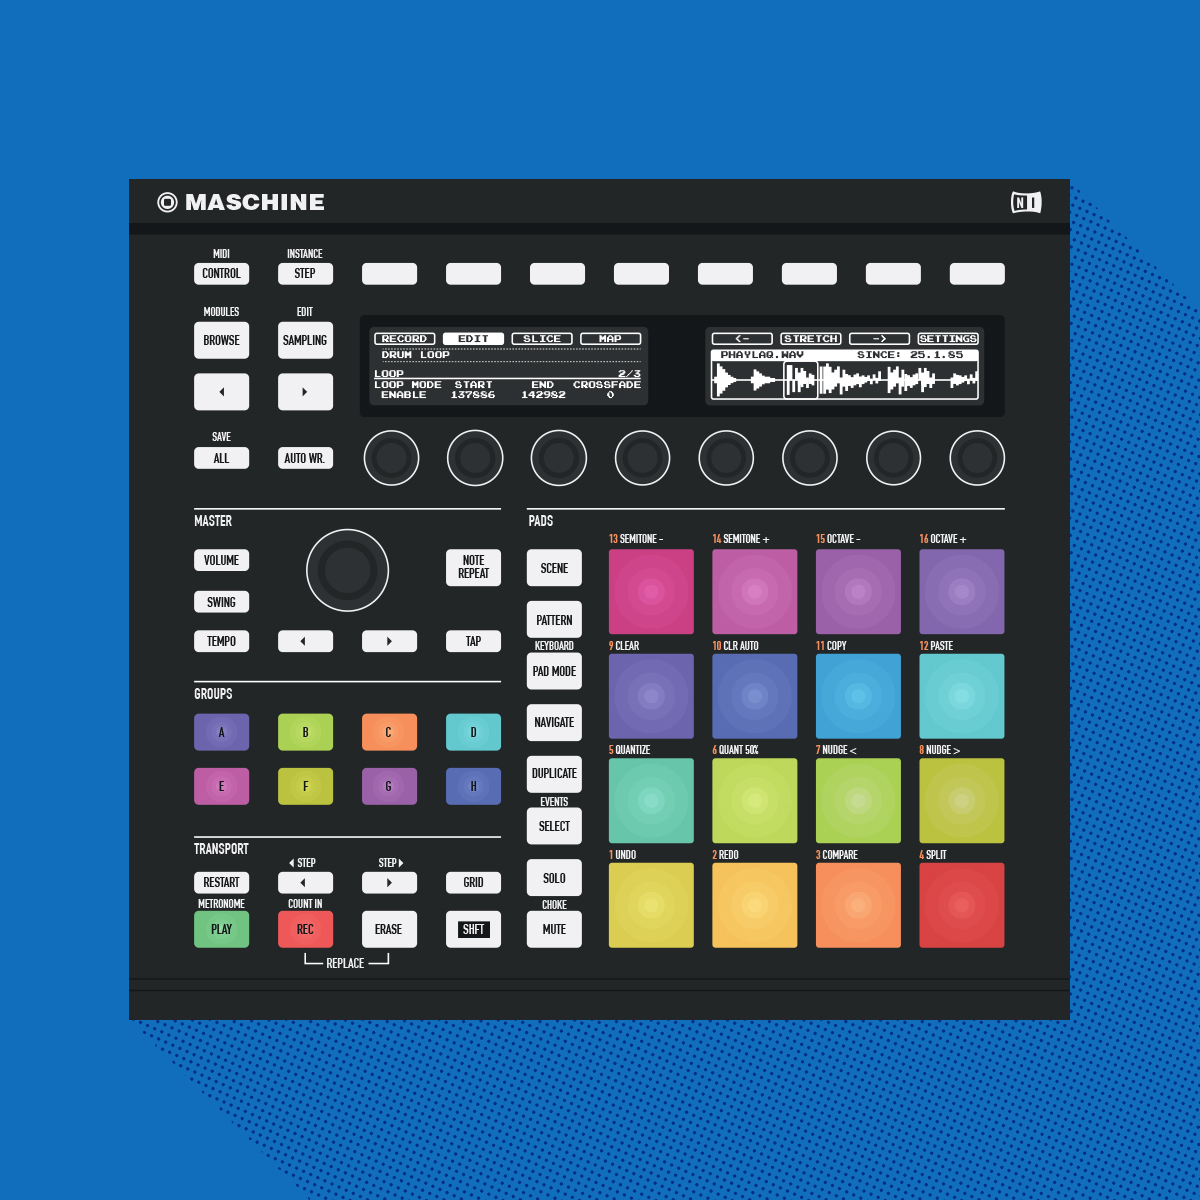 MASCHINE
NI
MIDI
CONTROL
INSTANCE
STEP
MODULES
BROWSE
EDIT
SAMPLING
SAVE
ALL
AUTO WR.
RECORD EDIT SLICE MAP
DRUM LOOP
LOOP 2/3
LOOP MODE START END CROSSFADE
ENABLE 137886 142982 0
<- STRETCH -> SETTINGS
PHAYLAQ.WAV SINCE: 25.1.85
MASTER
VOLUME
SWING
TEMPO
NOTE
REPEAT
TAP
GROUPS
A B C D
E F G H
TRANSPORT
STEP STEP
RESTART GRID
METRONOME COUNT IN
PLAY REC ERASE SHFT
REPLACE
PADS
SCENE
PATTERN
KEYBOARD
PAD MODE
NAVIGATE
DUPLICATE
EVENTS
SELECT
SOLO
CHOKE
MUTE
13 SEMITONE - 14 SEMITONE + 15 OCTAVE - 16 OCTAVE +
9 CLEAR 10 CLR AUTO 11 COPY 12 PASTE
5 QUANTIZE 6 QUANT 50% 7 NUDGE < 8 NUDGE >
1 UNDO 2 REDO 3 COMPARE 4 SPLIT